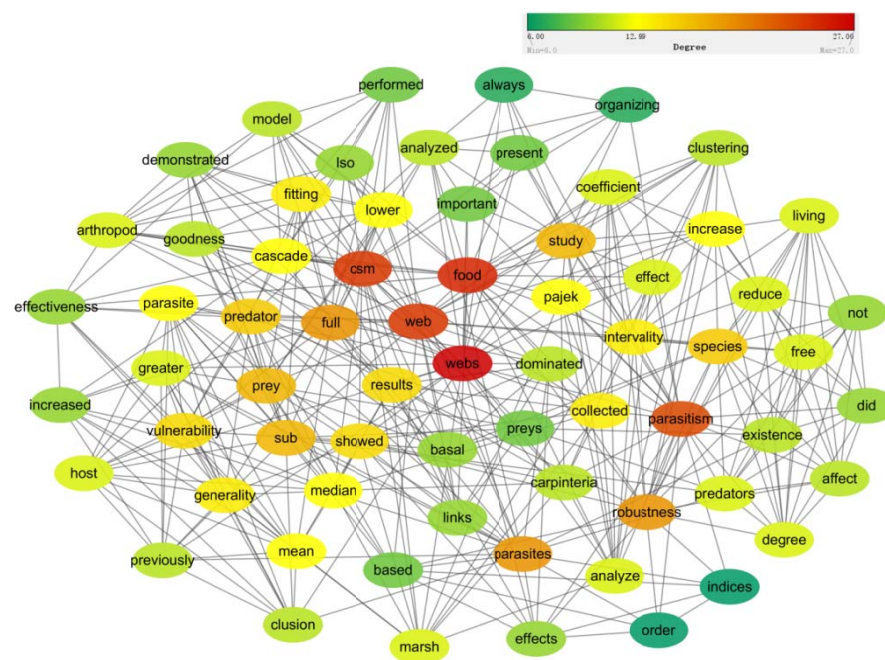 6.00 12.99 27.00
Min=6.0 Degree Max=27.0
performed
always
organizing
model
analyzed
present
clustering
demonstrated
lso
coefficient
fitting
important
lower
living
arthropod
goodness
study
increase
cascade
csm
food
effect
effectiveness
parasite
pajek
reduce
not
predator
full
web
intervality
species
free
greater
webs
dominated
prey
results
increased
did
collected
parasitism
vulnerability
sub
showed
preys
existence
basal
host
generality
median
carpinteria
predators
affect
links
robustness
degree
previously
mean
based
parasites
analyze
indices
clusion
marsh
effects
order